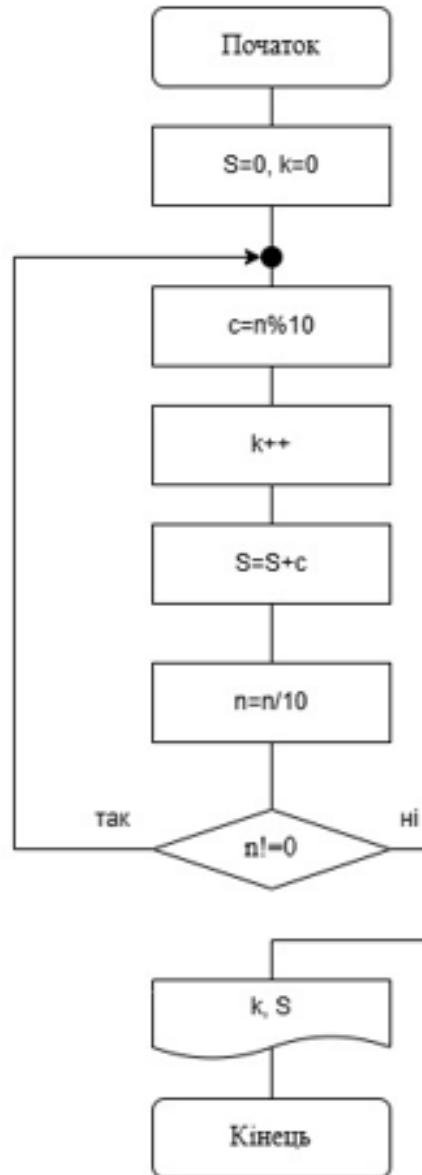 Початок
S=0, k=0
c=n%10
k++
S=S+c
n=n/10
так
ні
n!=0
k, S
Кінець